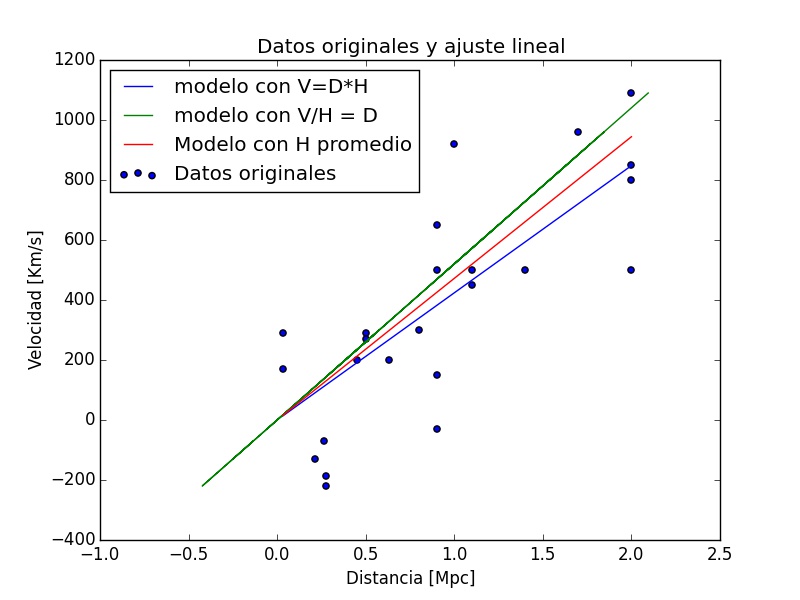 Datos originales y ajuste lineal
1200
1000
800
600
400
200
0
−200
−400
Velocidad [Km/s]
modelo con V=D*H
modelo con V/H = D
Modelo con H promedio
Datos originales
−1.0 −0.5 0.0 0.5 1.0 1.5 2.0 2.5
Distancia [Mpc]